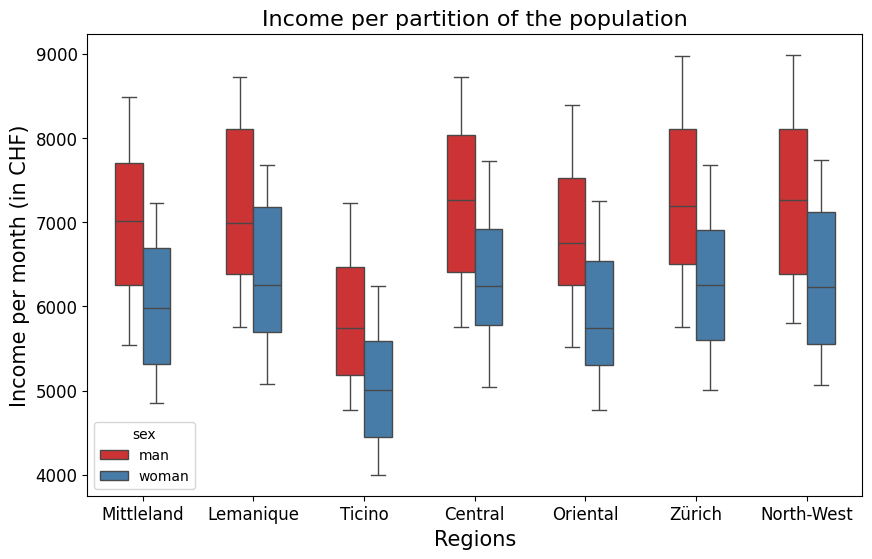 Income per partition of the population
Income per month (in CHF)
9000
8000
7000
6000
5000
4000
sex
man
woman
Mittleland Lemanique Ticino Central Oriental Zürich North-West
Regions